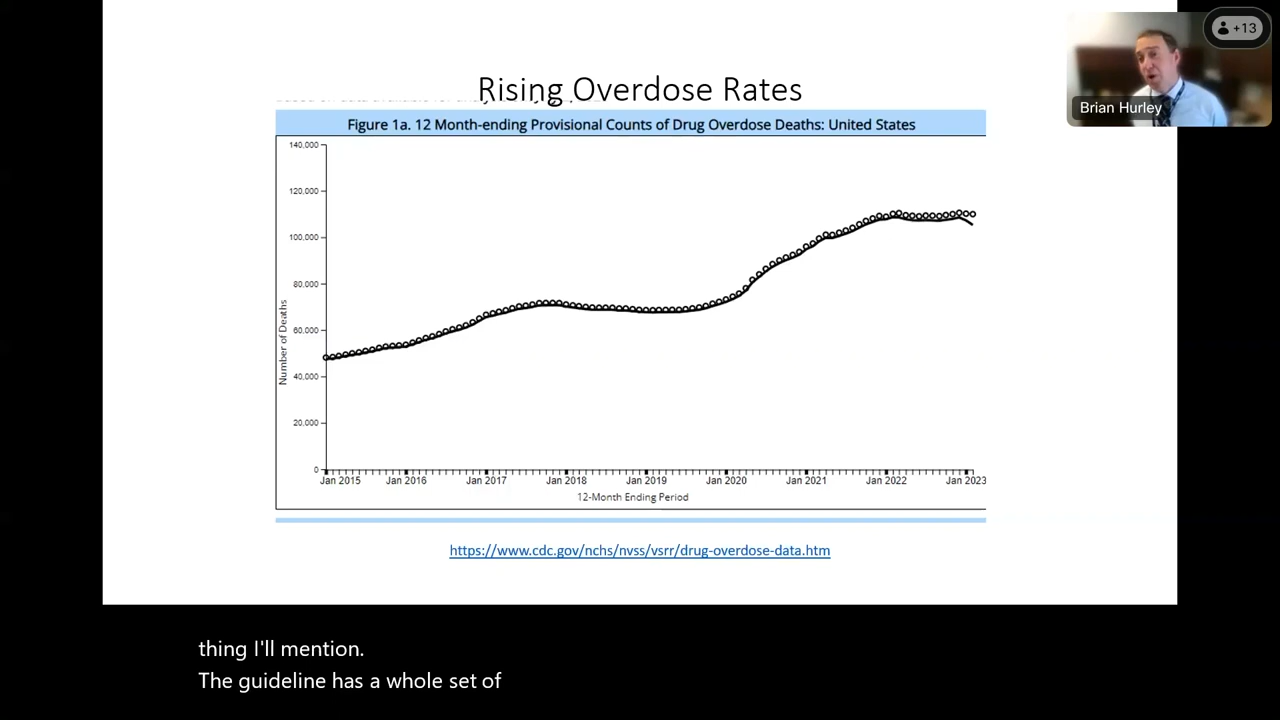 +13
Brian Hurley
Rising Overdose Rates
Figure 1a. 12 Month-ending Provisional Counts of Drug Overdose Deaths: United States
140,000
120,000
100,000
80,000
60,000
40,000
20,000
0
Number of Deaths
Jan 2015 Jan 2016 Jan 2017 Jan 2018 Jan 2019 Jan 2020 Jan 2021 Jan 2022 Jan 2023
12-Month Ending Period
https://www.cdc.gov/nchs/nvss/vsrr/drug-overdose-data.htm
thing I'll mention.
The guideline has a whole set of